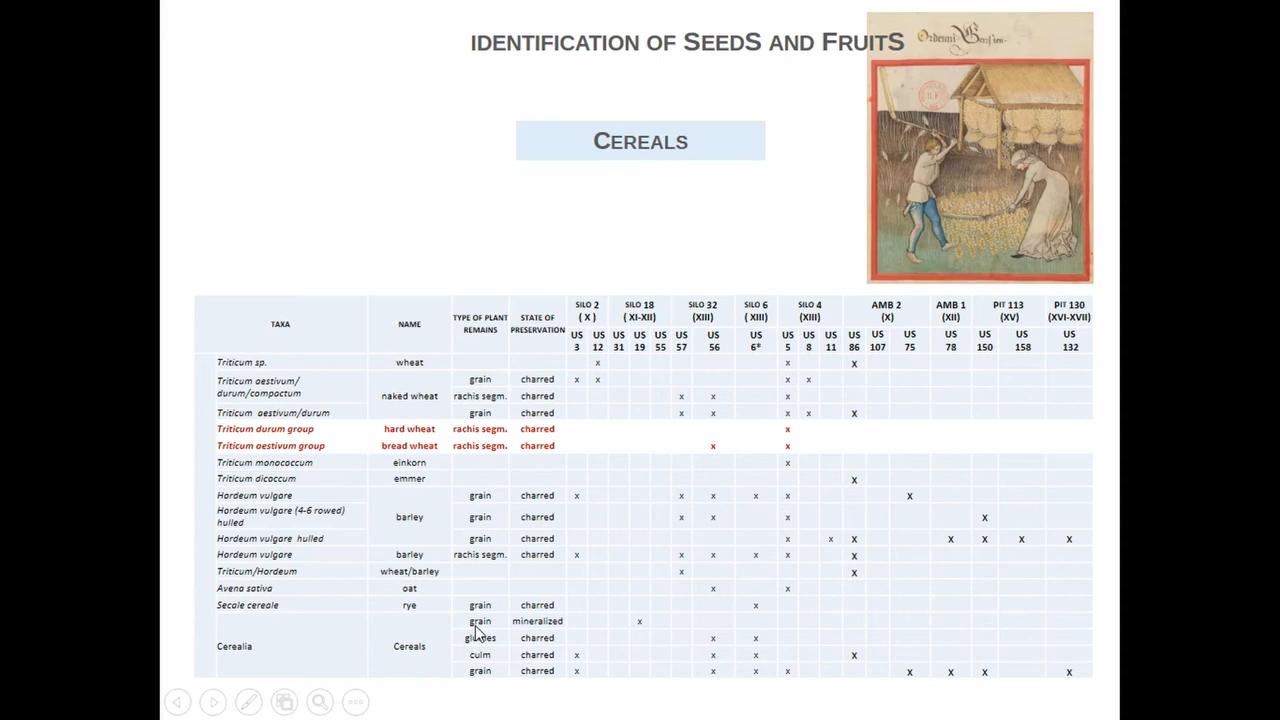 IDENTIFICATION OF SEEDS AND FRUITS
CEREALS
TAXA NAME TYPE OF PLANT REMAINS STATE OF PRESERVATION SILO 2 ( X ) SILO 18 ( XI-XII) SILO 32 (XIII) SILO 6 ( XIII) SILO 4 (XIII) AMB 2 (X) AMB 1 (XII) PIT 113 (XV) PIT 130 (XVI-XVII)
US 3 US 12 US 31 US 19 US 55 US 57 US 56 US 6* US 5 US 8 US 11 US 86 US 107 US 75 US 78 US 150 US 158 US 132
Triticum sp. wheat x x x
Triticum aestivum/ durum/compactum naked wheat grain charred x x x x
rachis segm. charred x x x
Triticum aestivum/durum grain charred x x x x x
Triticum durum group hard wheat rachis segm. charred x
Triticum aestivum group bread wheat rachis segm. charred x x
Triticum monococcum einkorn x
Triticum dicoccum emmer x
Hordeum vulgare barley grain charred x x x x x x
Hordeum vulgare (4-6 rowed) hulled grain charred x x x x
Hordeum vulgare hulled grain charred x x x x x x x
Hordeum vulgare barley rachis segm. charred x x x x x x
Triticum/Hordeum wheat/barley x x
Avena sativa oat x x
Secale cereale rye grain charred x
Cerealia Cereals grain mineralized x
glumes charred x x
culm charred x x x x
grain charred x x x x x x x x